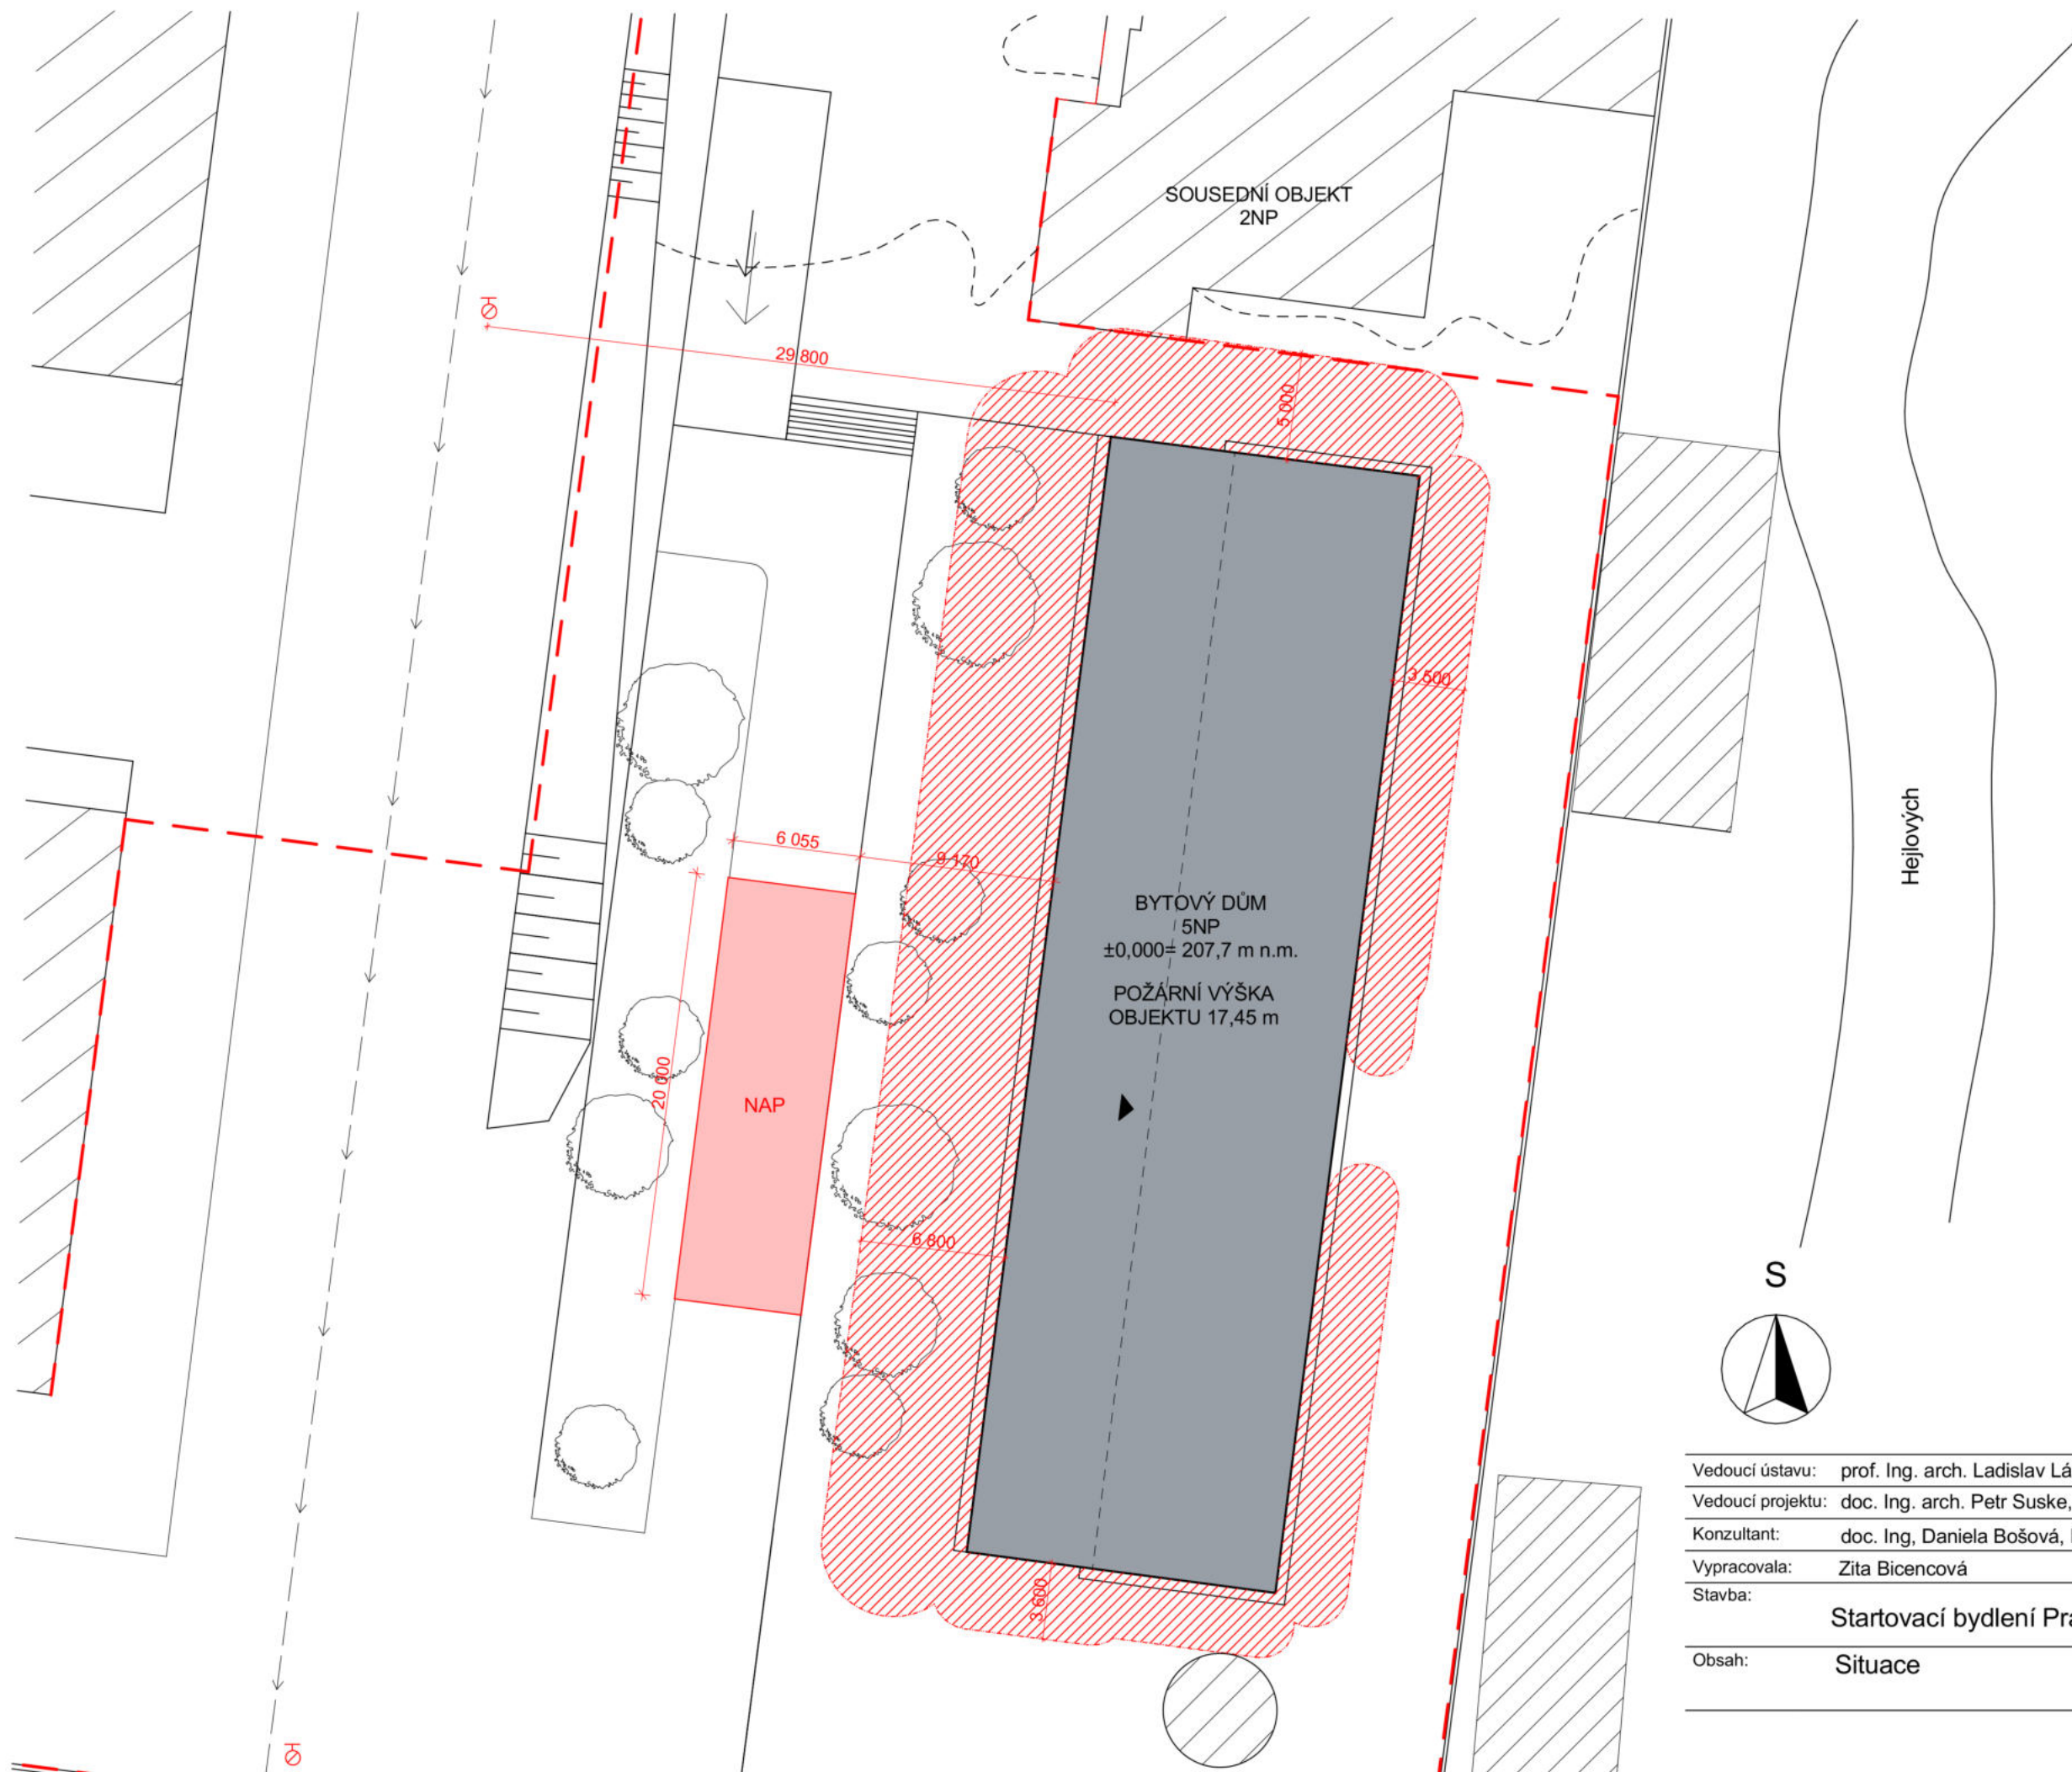 SOUSEDNÍ OBJEKT
2NP
29 800
5 000
3 500
6 055
9 170
Hejlových
BYTOVÝ DŮM
5NP
±0,000= 207,7 m n.m.
POŽÁRNÍ VÝŠKA
OBJEKTU 17,45 m
20 000
NAP
6 800
3 600
S
Vedoucí ústavu: prof. Ing. arch. Ladislav Lá
Vedoucí projektu: doc. Ing. arch. Petr Suske,
Konzultant: doc. Ing, Daniela Bošová,
Vypracovala: Zita Bicencová
Stavba:
Startovací bydlení Pra
Obsah: Situace